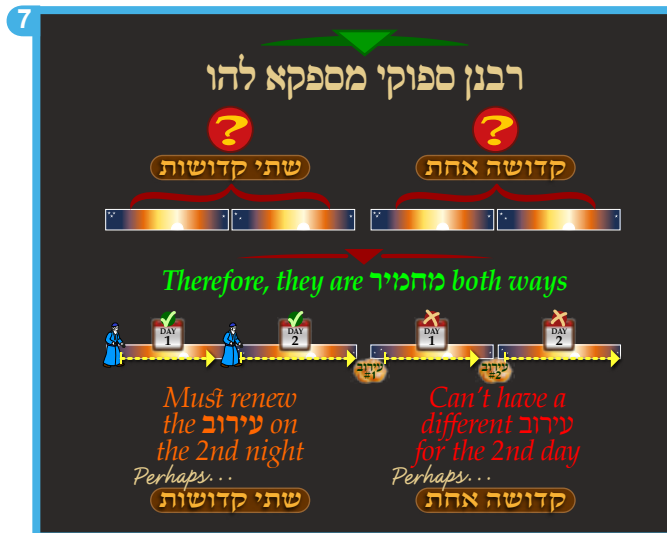 7
רבנן ספוקי מספקא להו
? ?
שתי קדושות קדושה אחת
Therefore, they are מחמיר both ways
DAY 1 DAY 2 DAY 1 DAY 2
עירוב #1 עירוב #2
Must renew
the עירוב on
the 2nd night
Perhaps...
שתי קדושות
Can't have a
different עירוב
for the 2nd day
Perhaps...
קדושה אחת